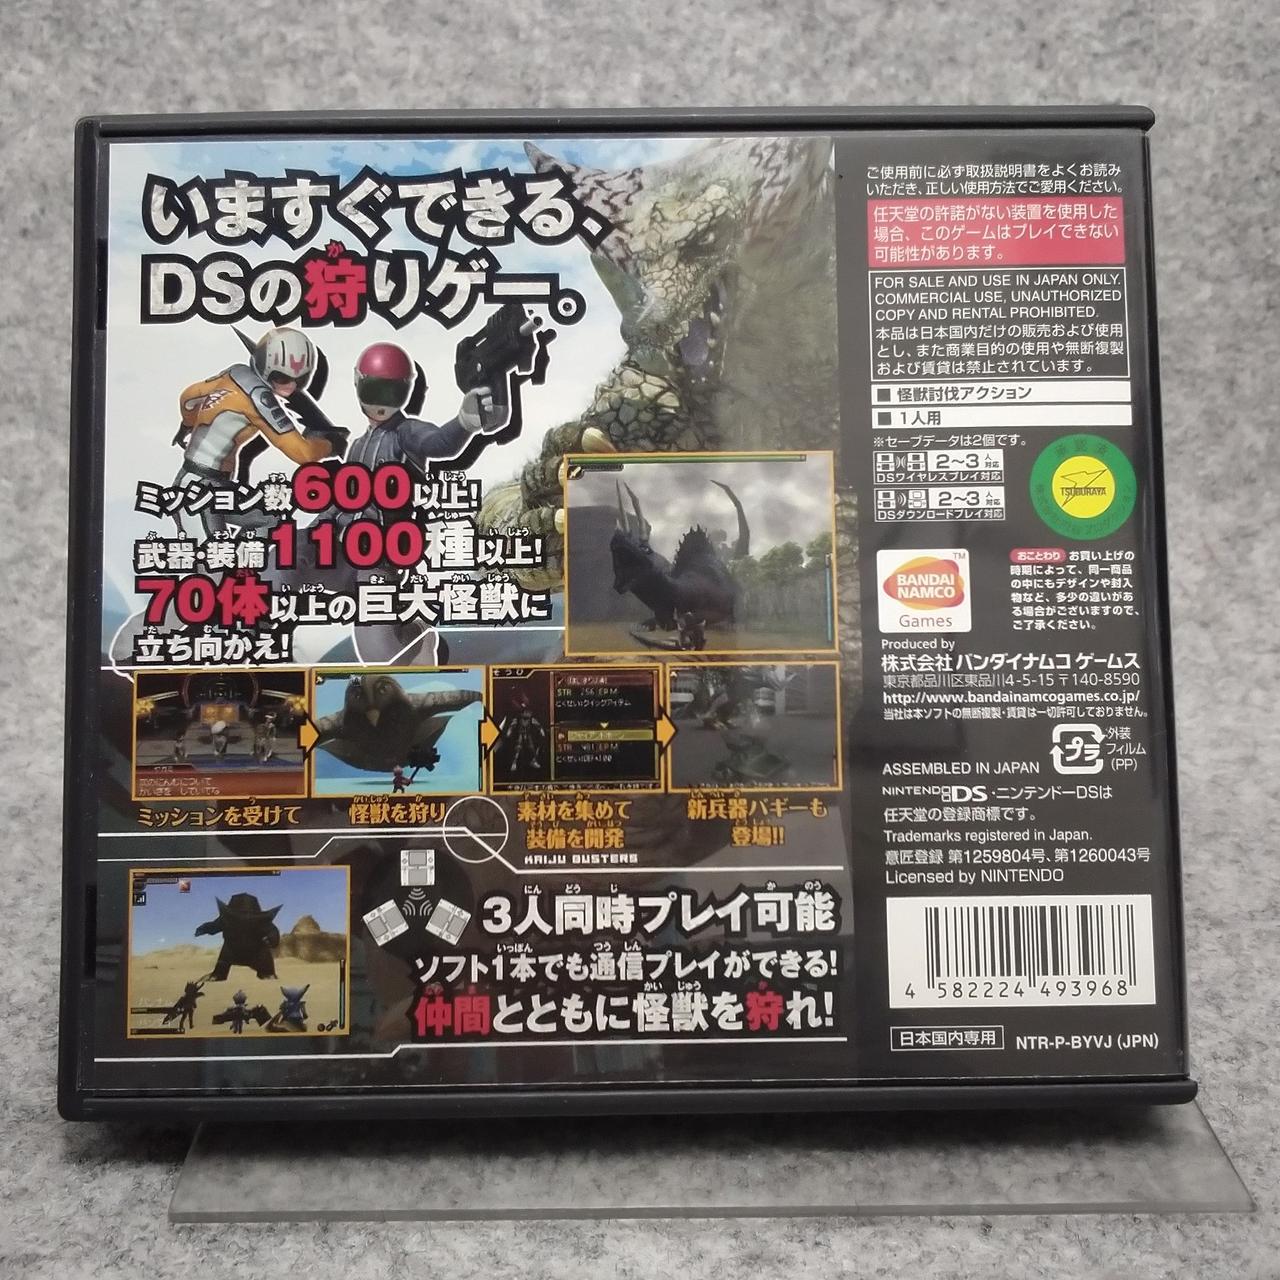 いますぐできる、
DSの狩りゲー。
ミッション数600以上!
武器・装備1100種以上!
70体以上の巨大怪獣に
立ち向かえ!
ミッションを受けて
怪獣を狩り
素材を集めて
装備を開発
新兵器バギーも
登場!!
KAIJU BUSTERS
3人同時プレイ可能
ソフト1本でも通信プレイができる!
仲間とともに怪獣を狩れ!
ご使用前に必ず取扱説明書をよくお読み
いただき、正しい使用方法でご愛用ください。
任天堂の許諾がない装置を使用した
場合、このゲームはプレイできない
可能性があります。
FOR SALE AND USE IN JAPAN ONLY.
COMMERCIAL USE, UNAUTHORIZED
COPY AND RENTAL PROHIBITED.
本品は日本国内だけの販売および使用
とし、また商業目的の使用や無断複製
および賃貸は禁止されています。
■ 怪獣討伐アクション
■ 1人用
※セーブデータは2個です。
2~3人対応
DSワイヤレスプレイ対応
2~3人対応
DSダウンロードプレイ対応
TSUBURAYA
BANDAI
NAMCO
Games
TM
おことわり お買い上げの
時期によって、同一商品
の中にもデザインや封入
物など、多少の違いがあ
る場合がございますので、
ご了承ください。
Produced by
株式会社 バンダイナムコ ゲームス
東京都品川区東品川4-5-15 〒140-8590
http://www.bandainamcogames.co.jp/
当社は本ソフトの無断複製・賃貸は一切許可しておりません。
プラ
外装
フィルム
(PP)
ASSEMBLED IN JAPAN
NINTENDO DS・ニンテンドーDSは
任天堂の登録商標です。
Trademarks registered in Japan.
意匠登録 第1259804号、第1260043号
Licensed by NINTENDO
4 582224 493968
日本国内専用
NTR-P-BYVJ (JPN)